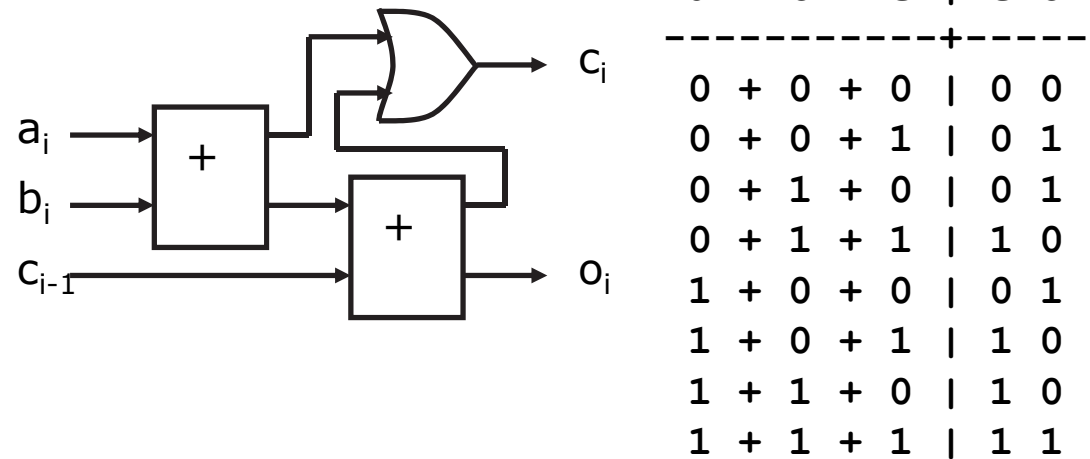 cᵢ
aᵢ
+
bᵢ
+
cᵢ₋₁
oᵢ
-----------+-----
0 + 0 + 0 | 0 0
0 + 0 + 1 | 0 1
0 + 1 + 0 | 0 1
0 + 1 + 1 | 1 0
1 + 0 + 0 | 0 1
1 + 0 + 1 | 1 0
1 + 1 + 0 | 1 0
1 + 1 + 1 | 1 1